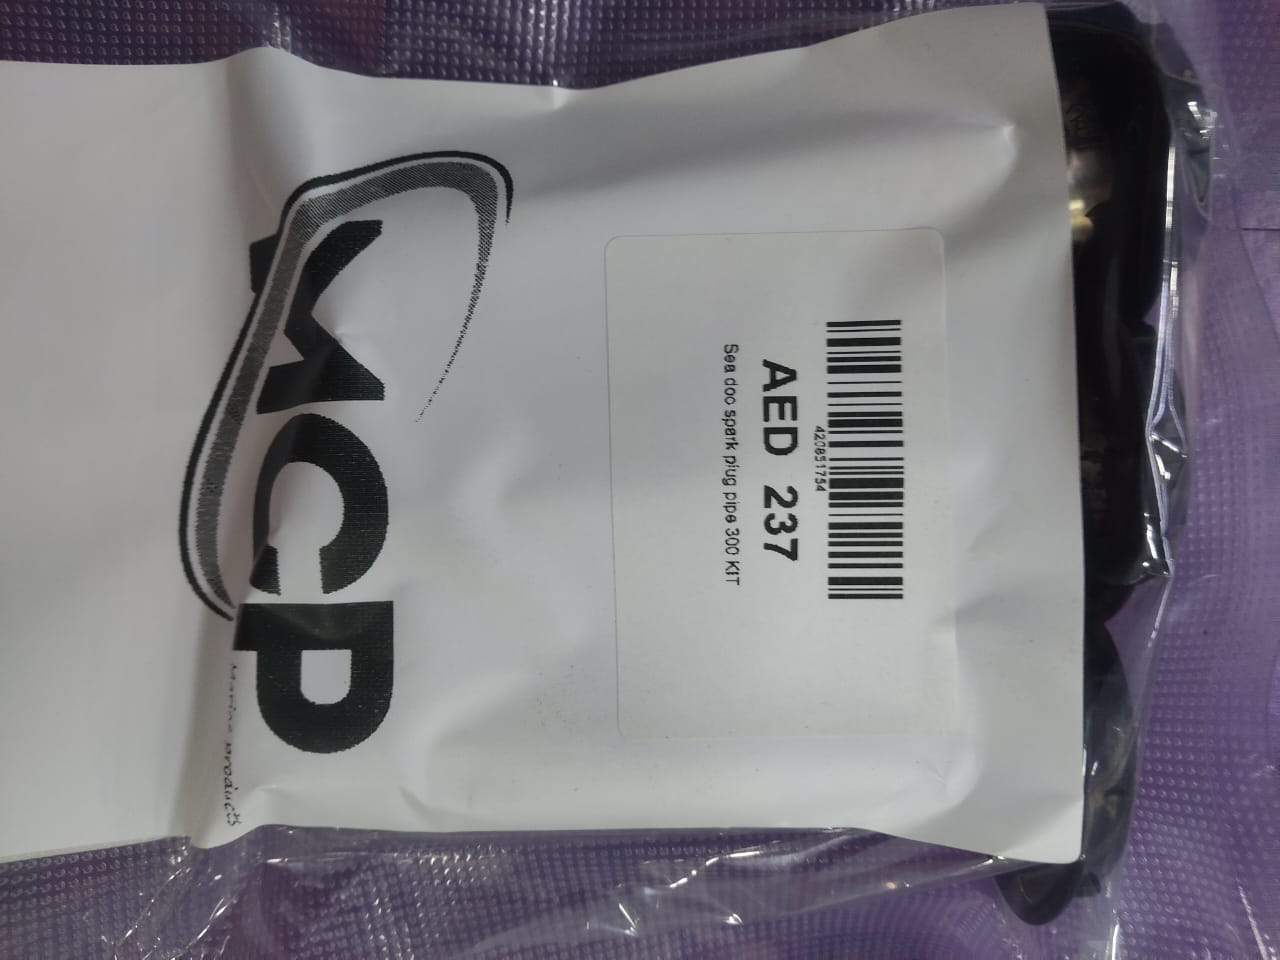 MCP
Marine products
420851754
AED 237
Sea doo spark plug pipe 300 KIT